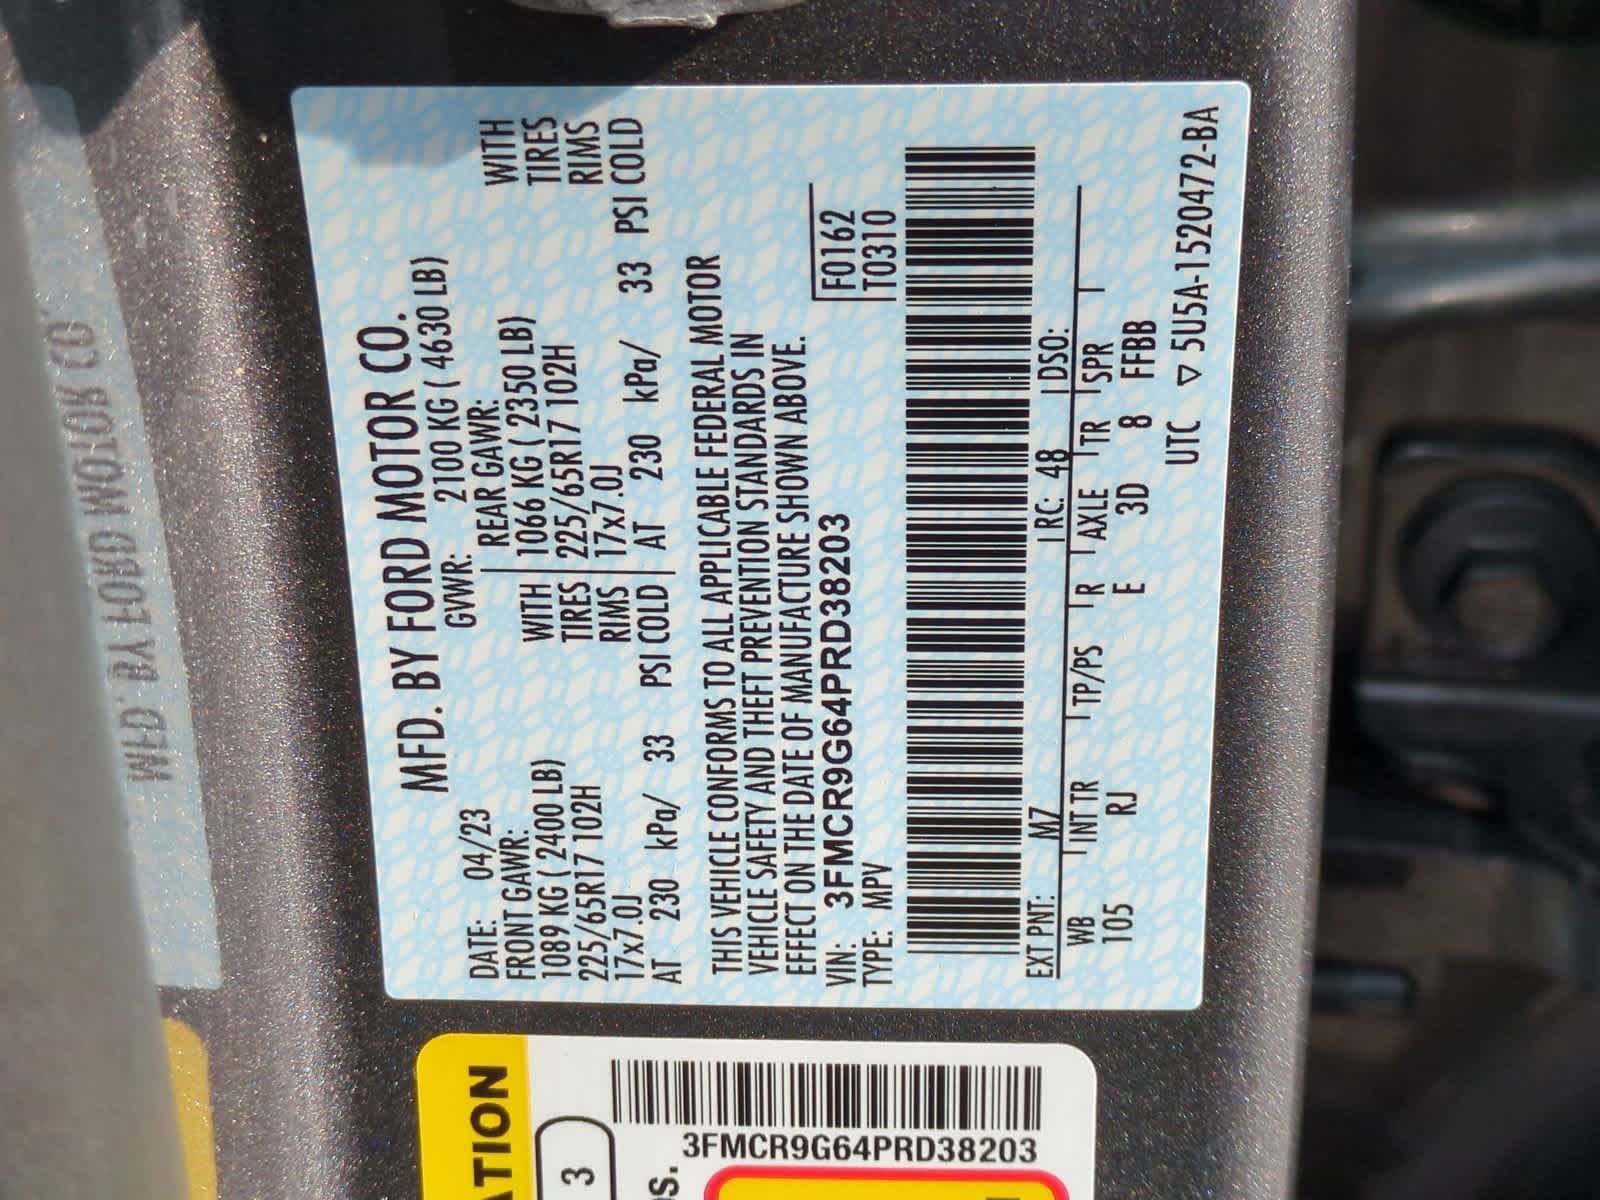 MFD. BY FORD MOTOR CO.
DATE: 04/23 GVWR: 2100 KG ( 4630 LB)
FRONT GAWR: REAR GAWR:
1089 KG ( 2400 LB) WITH 1066 KG ( 2350 LB) WITH
225/65R17 102H TIRES 225/65R17 102H TIRES
17x7.0J RIMS 17x7.0J RIMS
AT 230 kPa/ 33 PSI COLD AT 230 kPa/ 33 PSI COLD
THIS VEHICLE CONFORMS TO ALL APPLICABLE FEDERAL MOTOR
VEHICLE SAFETY AND THEFT PREVENTION STANDARDS IN
EFFECT ON THE DATE OF MANUFACTURE SHOWN ABOVE.
VIN: 3FMCR9G64PRD38203 F0162
TYPE: MPV T0310
EXT PNT: M7 RC: 48 DSO:
WB INT TR TP/PS R AXLE TR SPR
105 RJ E 3D 8 FFBB
UTC ▽ 5U5A-1520472-BA
ATION
3
3FMCR9G64PRD38203
MFD. BY FORD MOTOR CO.